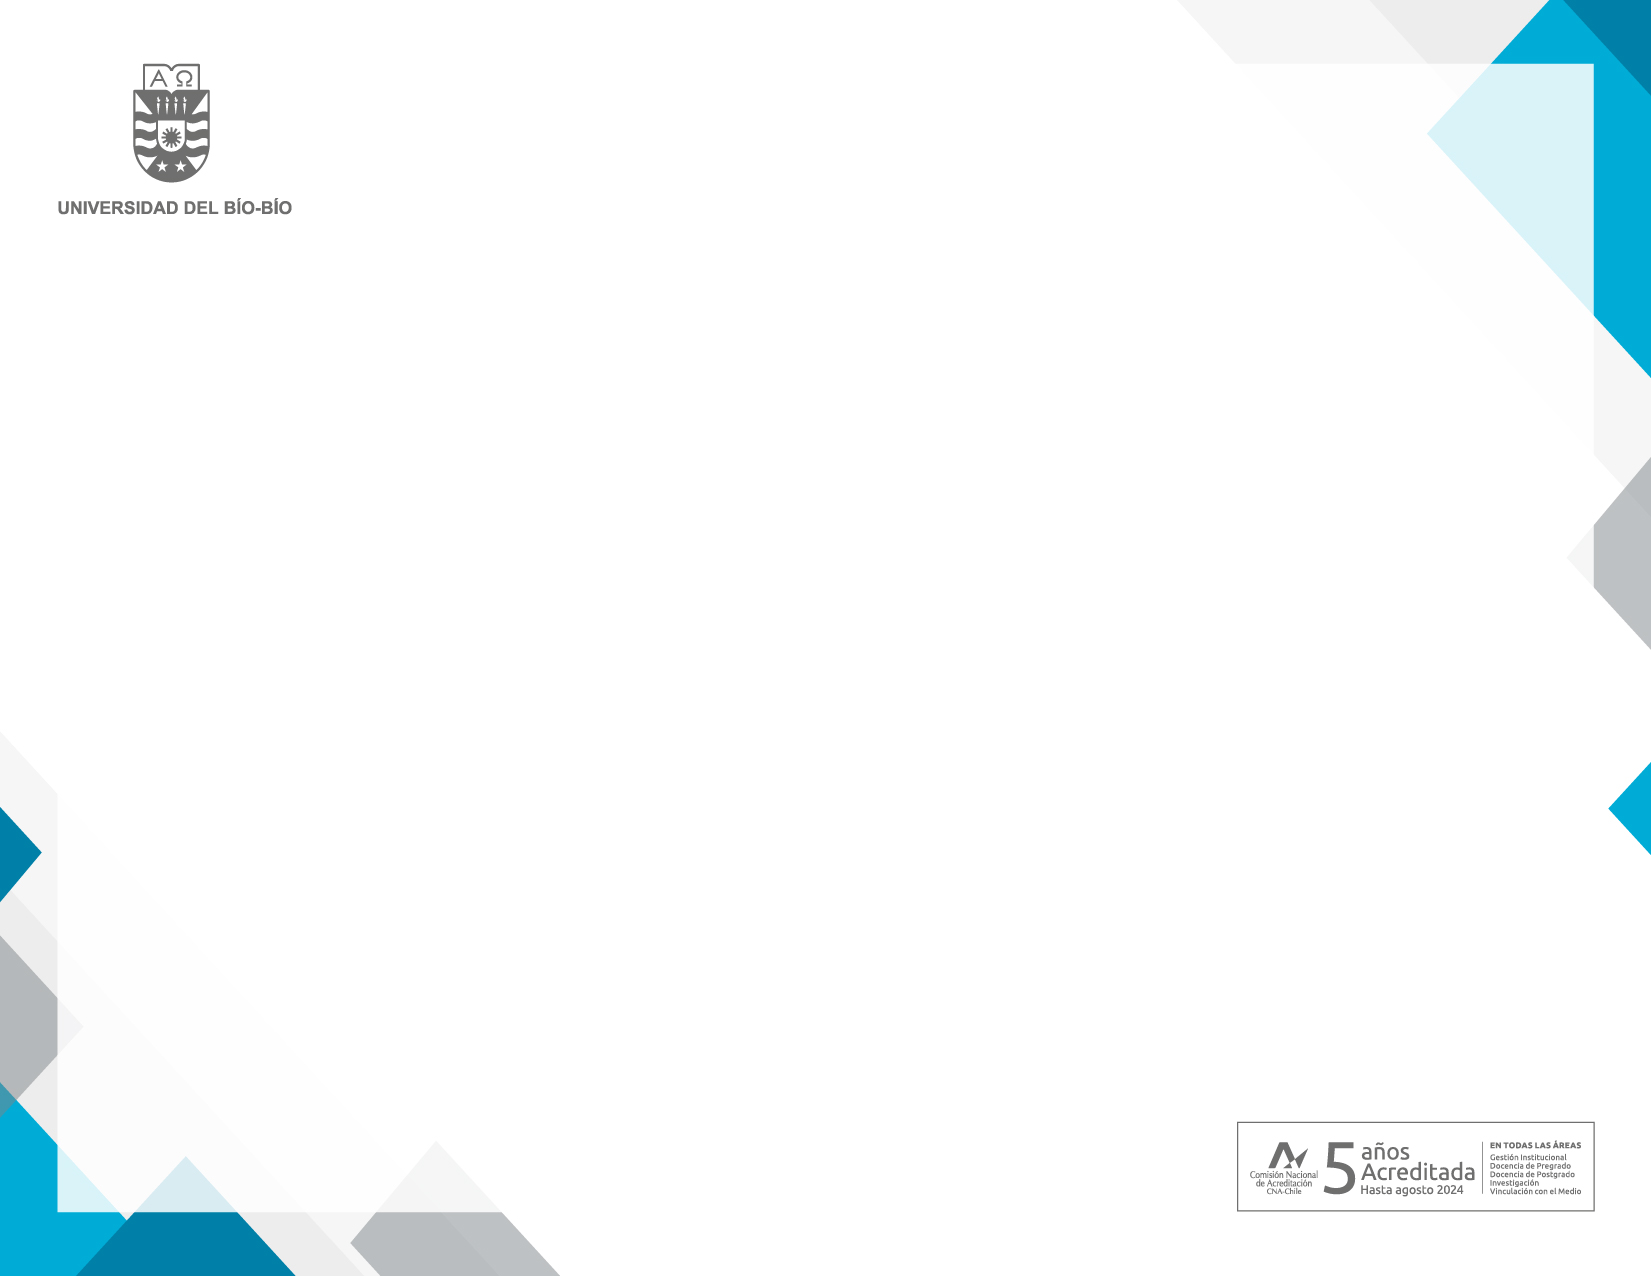 ΑΩ
UNIVERSIDAD DEL BÍO-BÍO
Comisión Nacional
de Acreditación
CNA-Chile
5
años
Acreditada
Hasta agosto 2024
EN TODAS LAS ÁREAS
Gestión Institucional
Docencia de Pregrado
Docencia de Postgrado
Investigación
Vinculación con el Medio